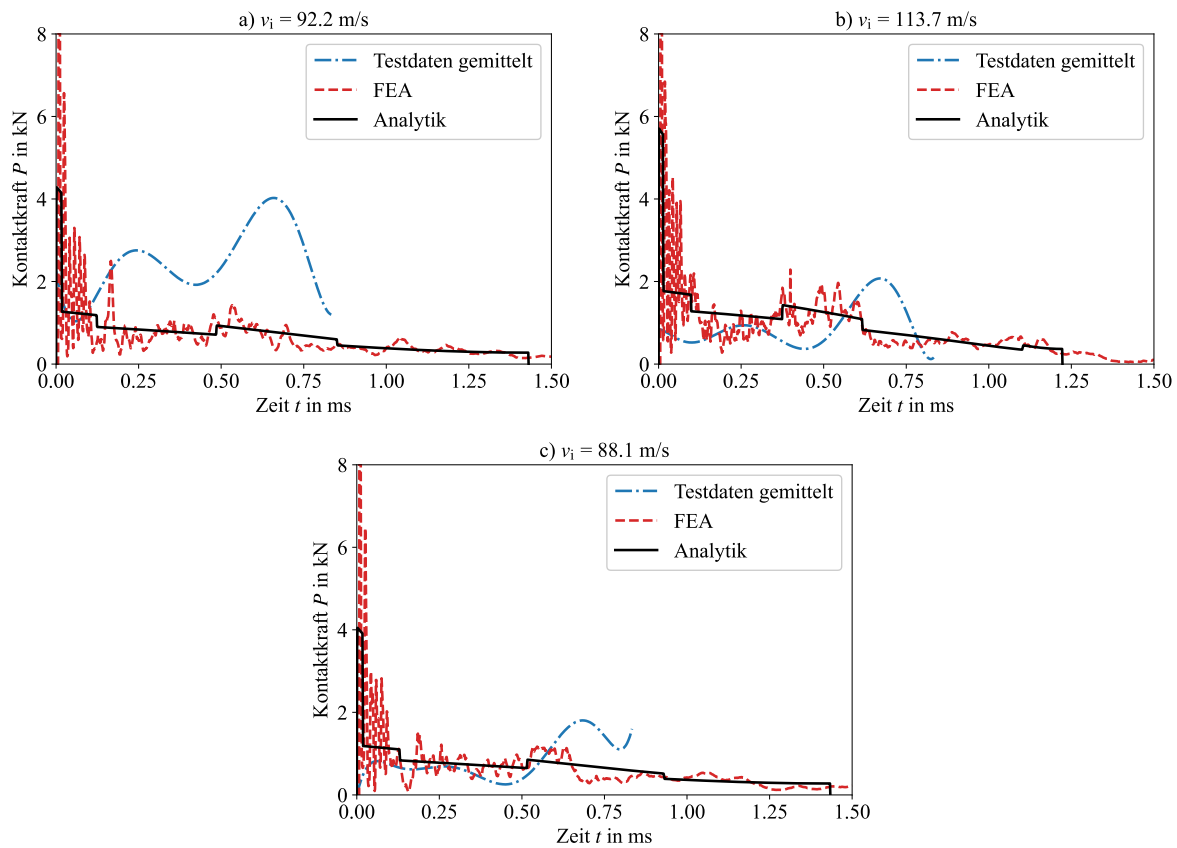 a) vi = 92.2 m/s
8
6
4
2
0
Kontaktkraft P in kN
Testdaten gemittelt
FEA
Analytik
0.00 0.25 0.50 0.75 1.00 1.25 1.50
Zeit t in ms
b) vi = 113.7 m/s
8
6
4
2
0
Kontaktkraft P in kN
Testdaten gemittelt
FEA
Analytik
0.00 0.25 0.50 0.75 1.00 1.25 1.50
Zeit t in ms
c) vi = 88.1 m/s
8
6
4
2
0
Kontaktkraft P in kN
Testdaten gemittelt
FEA
Analytik
0.00 0.25 0.50 0.75 1.00 1.25 1.50
Zeit t in ms